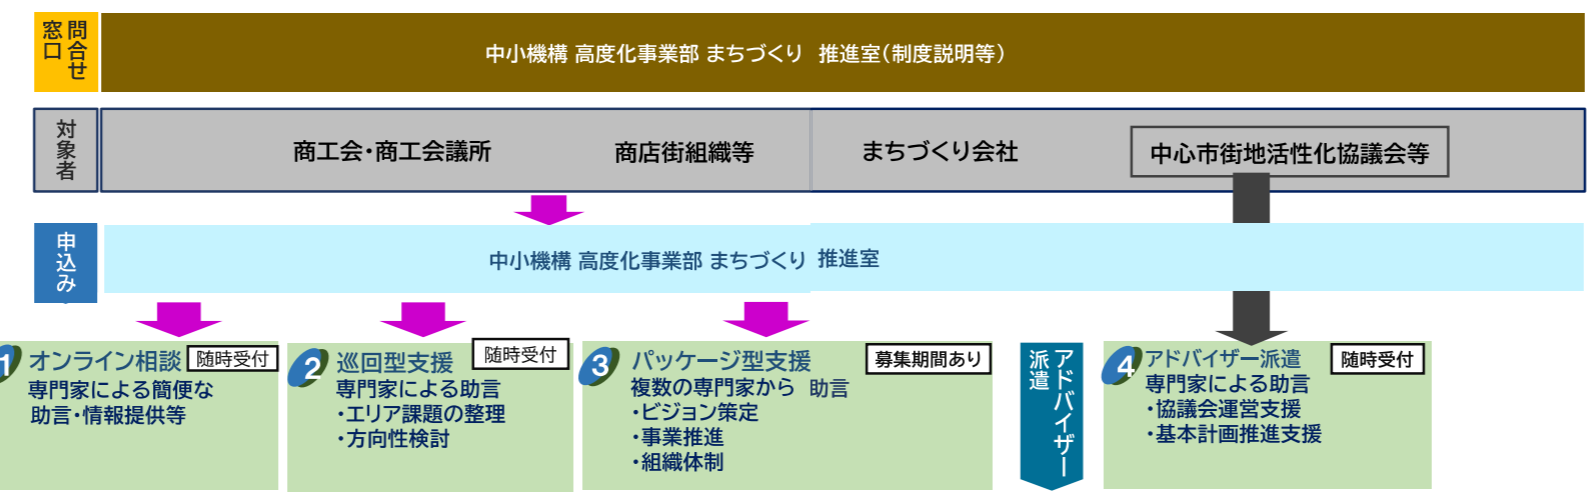 問合せ
窓口
中小機構 高度化事業部 まちづくり 推進室(制度説明等)
対象者
商工会・商工会議所
商店街組織等
まちづくり会社
中心市街地活性化協議会等
申込み
中小機構 高度化事業部 まちづくり 推進室
1 オンライン相談
随時受付
専門家による簡便な
助言・情報提供等
2 巡回型支援
随時受付
専門家による助言
・エリア課題の整理
・方向性検討
3 パッケージ型支援
募集期間あり
複数の専門家から 助言
・ビジョン策定
・事業推進
・組織体制
アドバイザー
派遣
4 アドバイザー派遣
随時受付
専門家による助言
・協議会運営支援
・基本計画推進支援